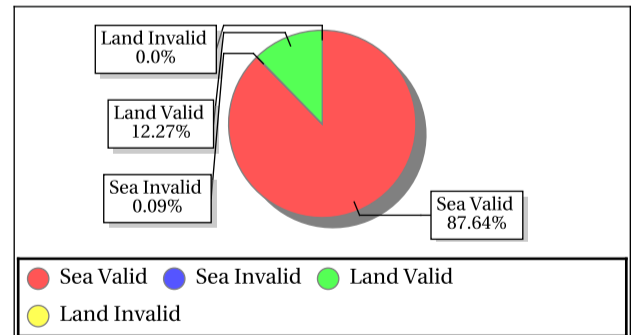 Land Invalid
0.0%
Land Valid
12.27%
Sea Invalid
0.09%
Sea Valid
87.64%
Sea Valid Sea Invalid Land Valid
Land Invalid